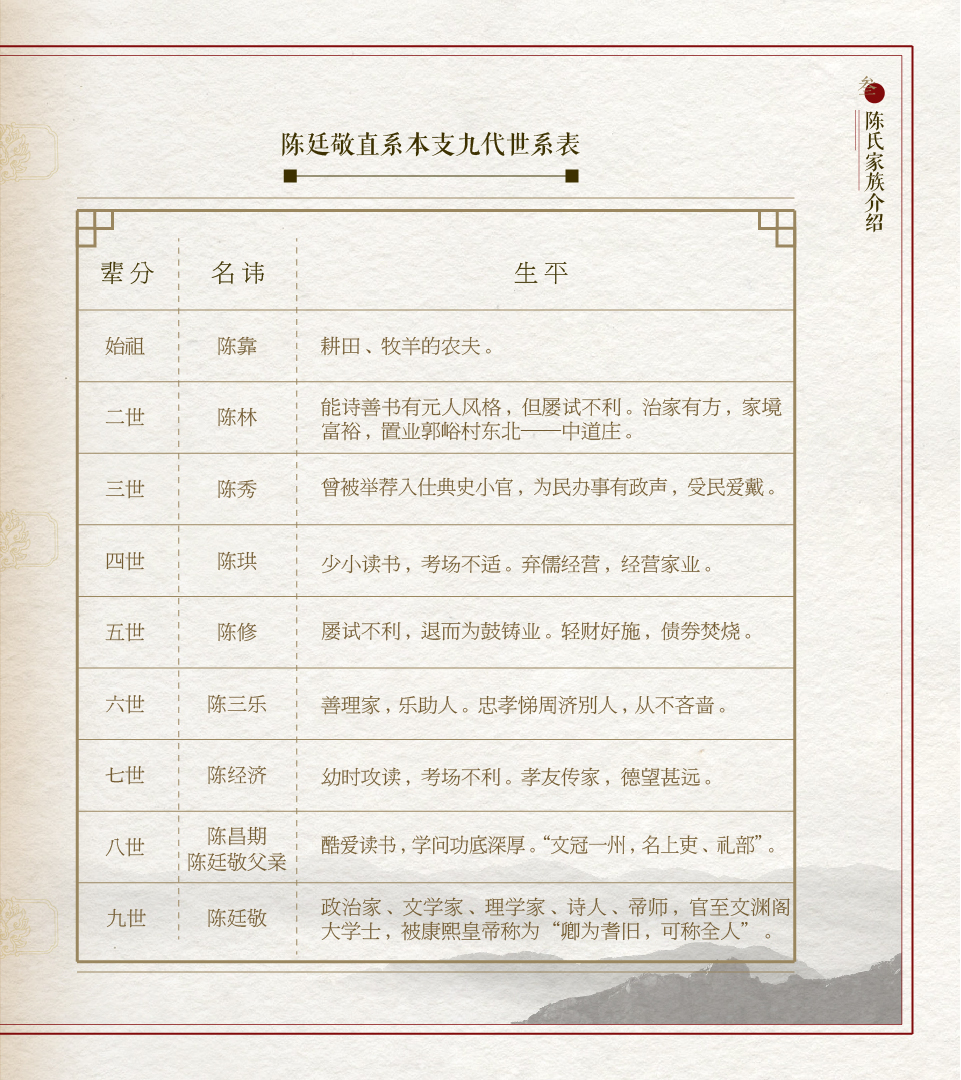 叁
陈氏家族介绍
陈廷敬直系本支九代世系表
辈分 名讳 生平
始祖 陈靠 耕田、牧羊的农夫。
二世 陈林 能诗善书有元人风格，但屡试不利。治家有方，家境
富裕，置业郭峪村东北——中道庄。
三世 陈秀 曾被举荐入仕典史小官，为民办事有政声，受民爱戴。
四世 陈珙 少小读书，考场不适。弃儒经营，经营家业。
五世 陈修 屡试不利，退而为鼓铸业。轻财好施，债券焚烧。
六世 陈三乐 善理家，乐助人。忠孝悌周济别人，从不吝啬。
七世 陈经济 幼时攻读，考场不利。孝友传家，德望甚远。
八世 陈昌期 酷爱读书，学问功底深厚。“文冠一州，名上吏、礼部”。
陈廷敬父亲
九世 陈廷敬 政治家、文学家、理学家、诗人、帝师，官至文渊阁
大学士，被康熙皇帝称为“卿为耆旧，可称全人”。